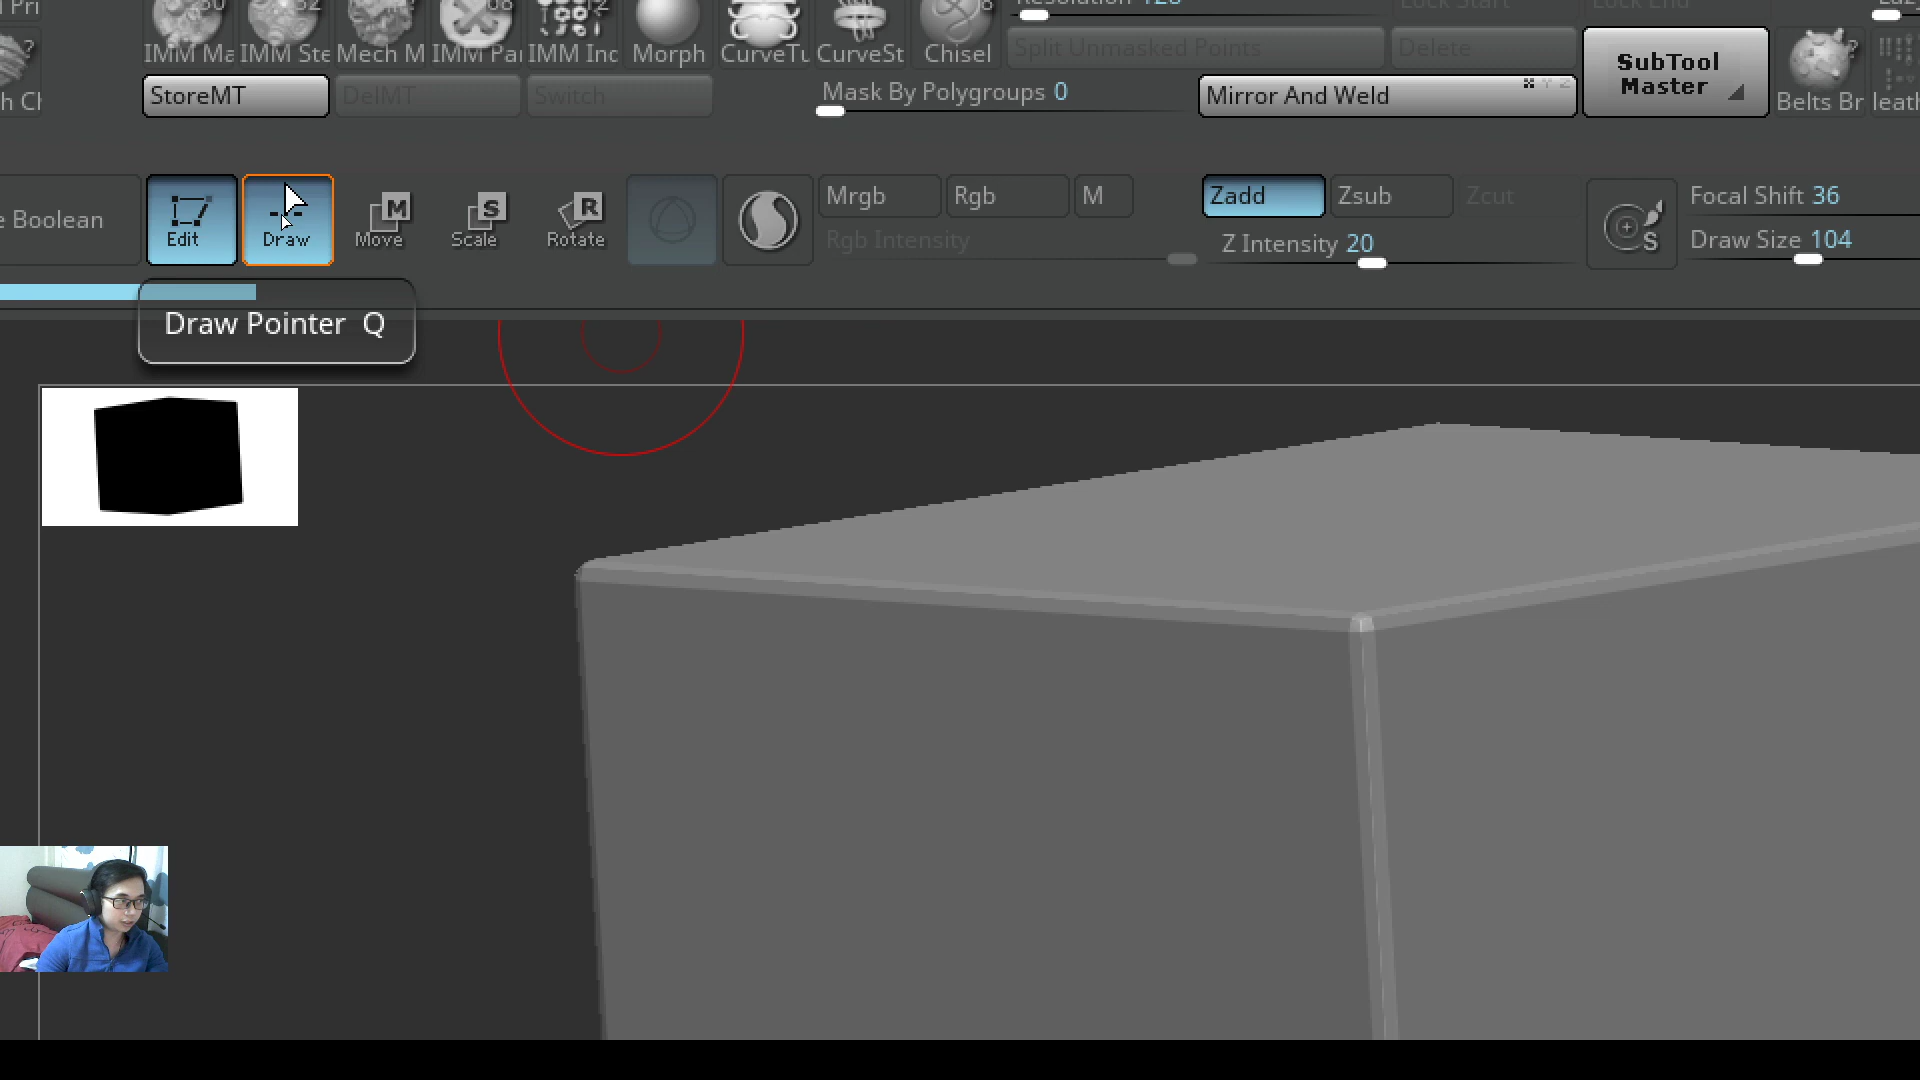 IMM Ma IMM Ste Mech M IMM Par IMM Inc Morph CurveTu CurveSt Chisel
Split Unmasked Points Delete
SubTool
Master
StoreMT DelMT Switch
Mask By Polygroups 0
Mirror And Weld
Belts Br leath
e Boolean
Edit Draw Move Scale Rotate
M S R
Mrgb Rgb M
Rgb Intensity
Zadd Zsub Zcut
Z Intensity 20
S
Focal Shift 36
Draw Size 104
Draw Pointer Q